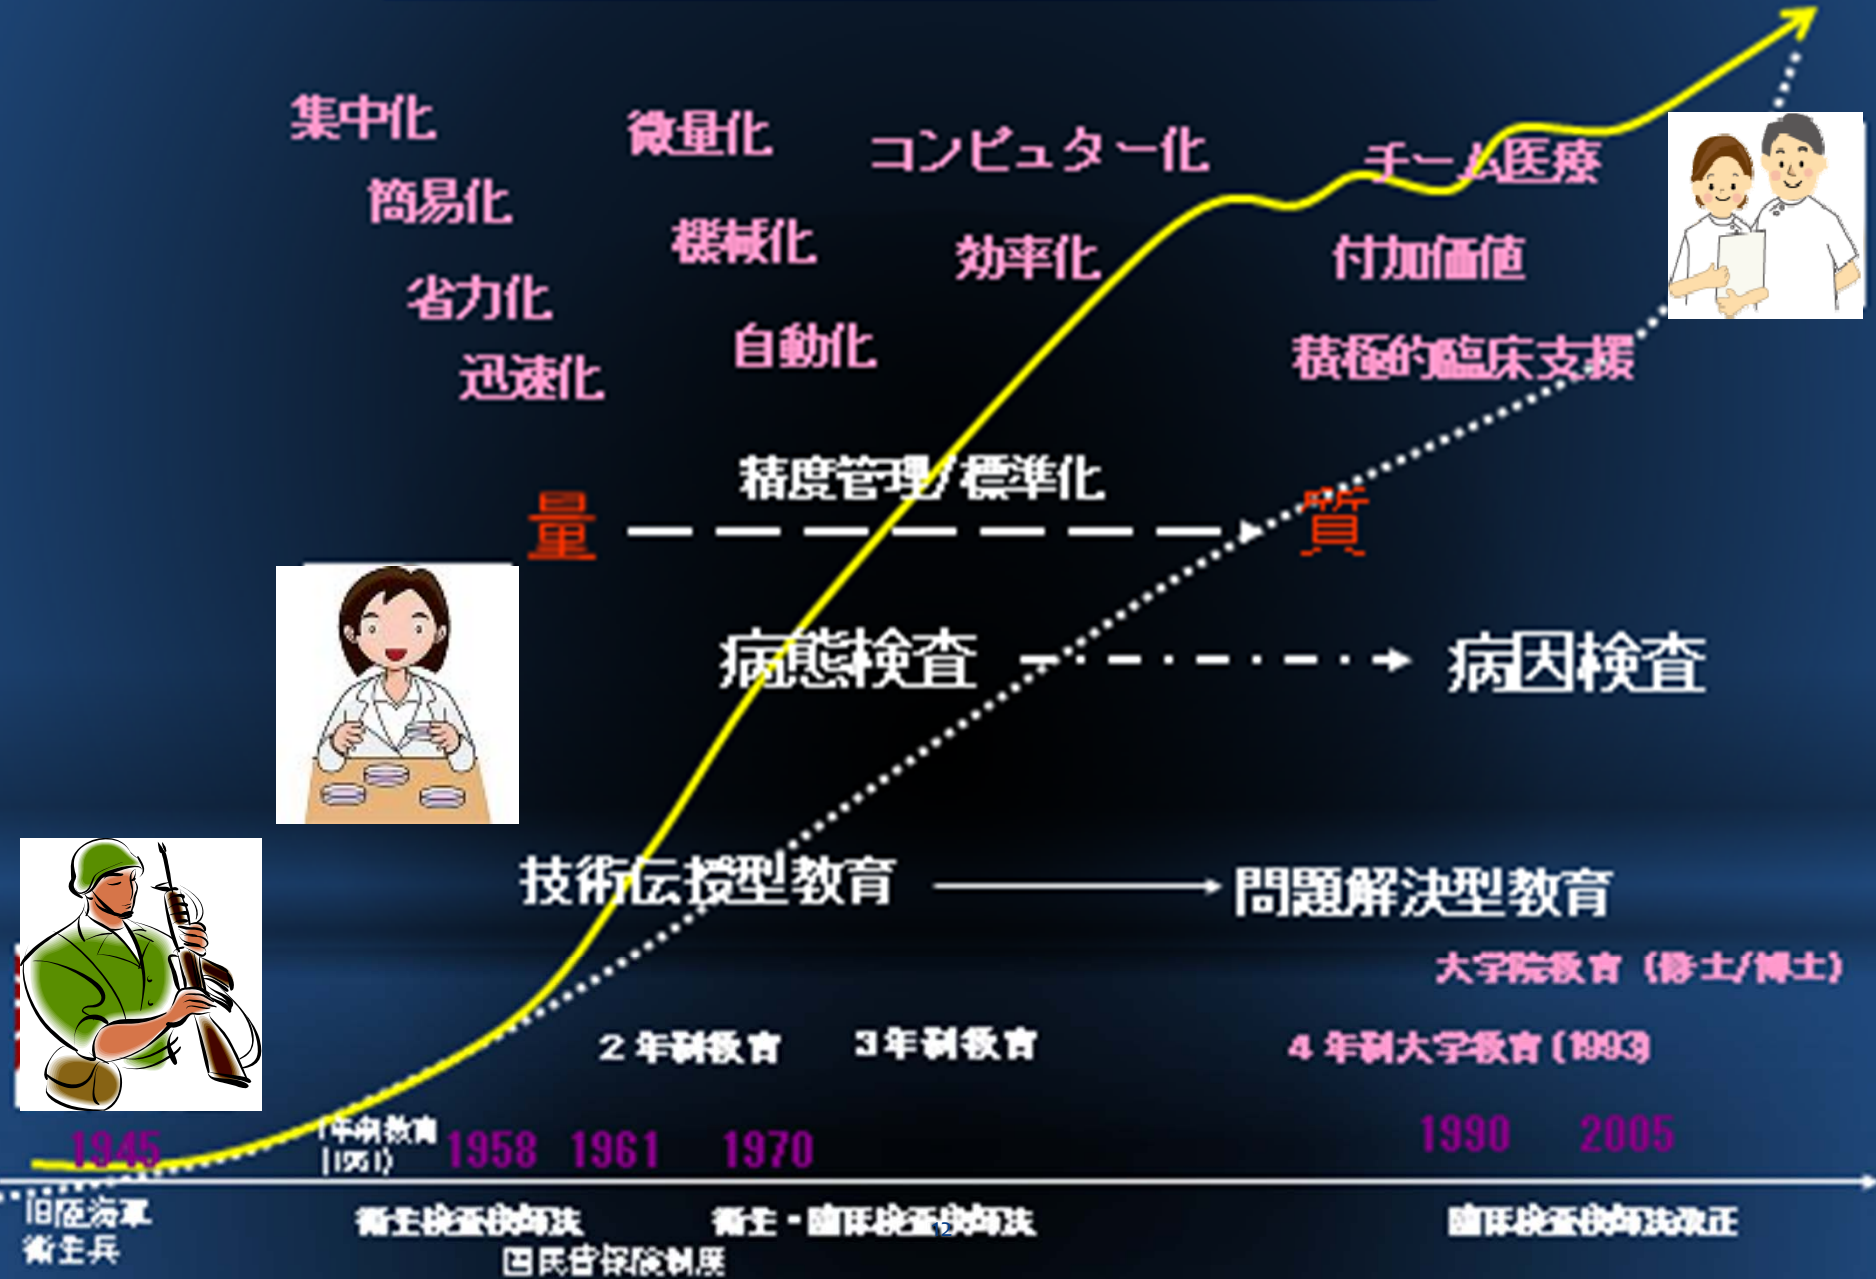 集中化
微量化
コンピュター化
チーム医療
簡易化
機械化
効率化
付加価値
省力化
自動化
積極的臨床支援
迅速化
精度管理/標準化
量
質
病態検査
病因検査
技術伝授型教育
問題解決型教育
大学院教育（修士/博士）
２年制教育
3年制教育
４年制大学教育(1993)
1年制教育
(1951)
1945
1958
1961
1970
1990
2005
旧陸海軍
衛生兵
衛生検査技師法
衛生・臨床検査技師法
12
臨床検査技師法改正
国民皆保険制度